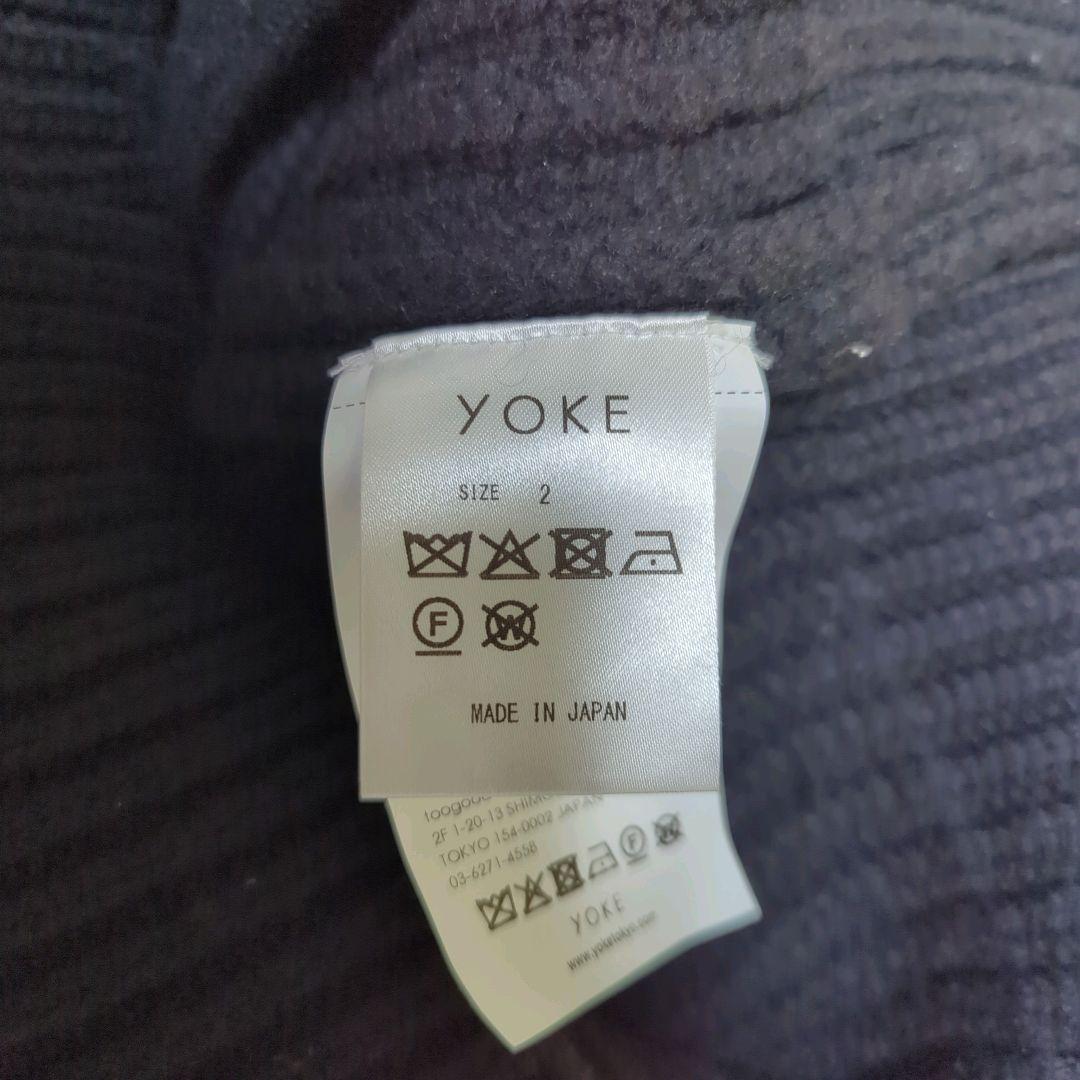 YOKE
SIZE 2
F
W
MADE IN JAPAN
2F 1-20-13
TOKYO 154-0002 JAPAN
03-6271-4558
F
W
YOKE
www.yoketokyo.com